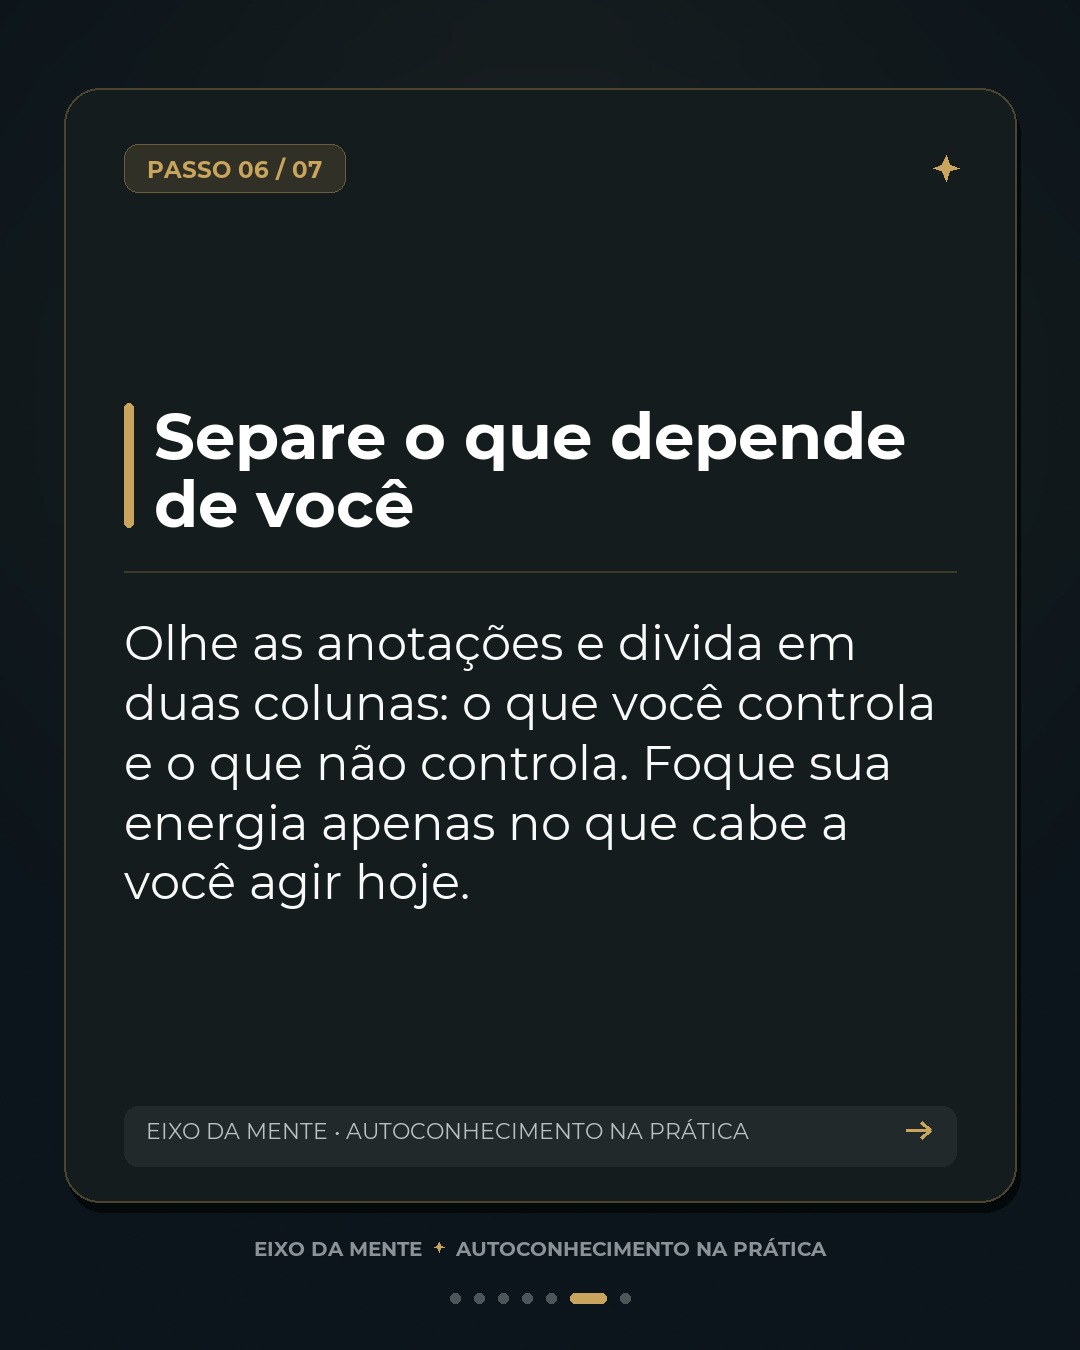 PASSO 06 / 07
Separe o que depende
de você
Olhe as anotações e divida em
duas colunas: o que você controla
e o que não controla. Foque sua
energia apenas no que cabe a
você agir hoje.
EIXO DA MENTE · AUTOCONHECIMENTO NA PRÁTICA
EIXO DA MENTE ✦ AUTOCONHECIMENTO NA PRÁTICA